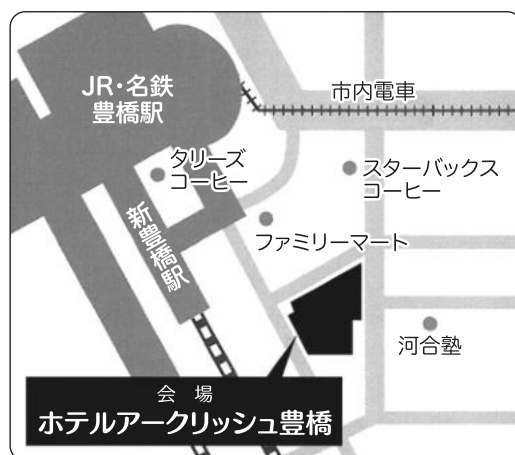 JR・名鉄
豊橋駅
市内電車
タリーズ
コーヒー
スターバックス
コーヒー
新豊橋駅
ファミリーマート
河合塾
会 場
ホテルアークリッシュ豊橋